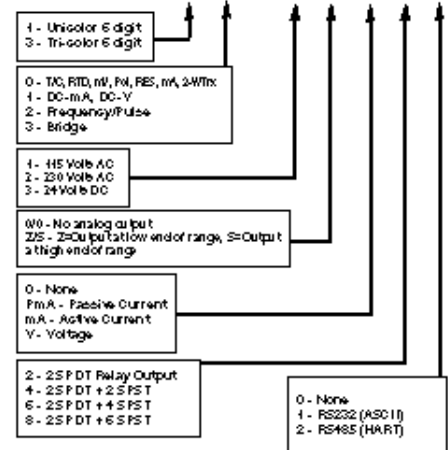 1 - Unicolor 6 digit
3 - Tri-color 6 digit
0 - T/C, RTD, mV, Pot, RES, mA, 2-WTrx
1 - DC-mA, DC-V
2 - Frequency/Pulse
3 - Bridge
1 - 115 Volts AC
2 - 230 Volts AC
3 - 24 Volts DC
0/0 - No analog output
Z/S - Z=Output at low end of range, S=Output
at high end of range
0 - None
PmA - Passive Current
mA - Active Current
V - Voltage
2 - 2 SPDT Relay Output
4 - 2 SPDT + 2 SPST
6 - 2 SPDT + 4 SPST
8 - 2 SPDT + 6 SPST
0 - None
1 - RS232 (ASCII)
2 - RS485 (HART)